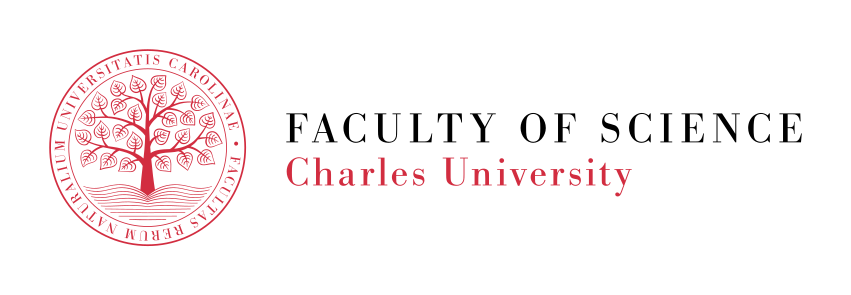 UNIVERSITATIS CAROLINAE • FACULTAS RERUM NATURALIUM
FACULTY OF SCIENCE
Charles University